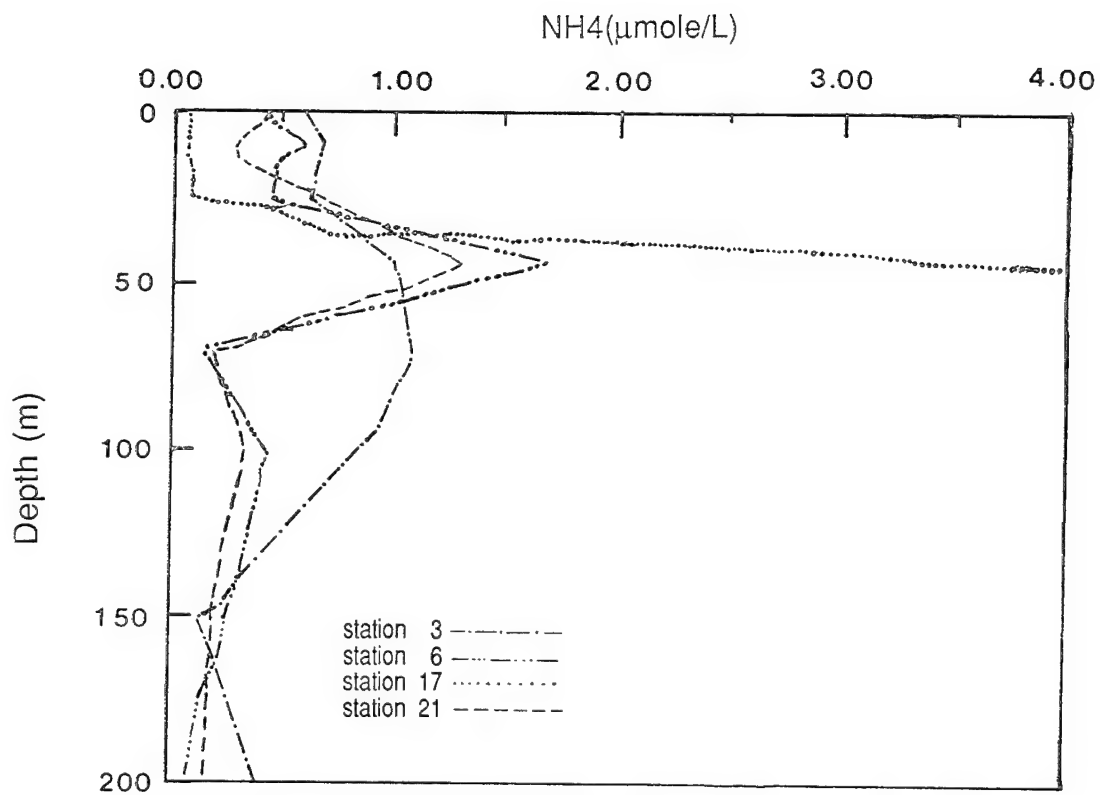 NH4(μmole/L)
0.00 1.00 2.00 3.00 4.00
0
50
100
150
200
Depth (m)
station 3
station 6
station 17
station 21